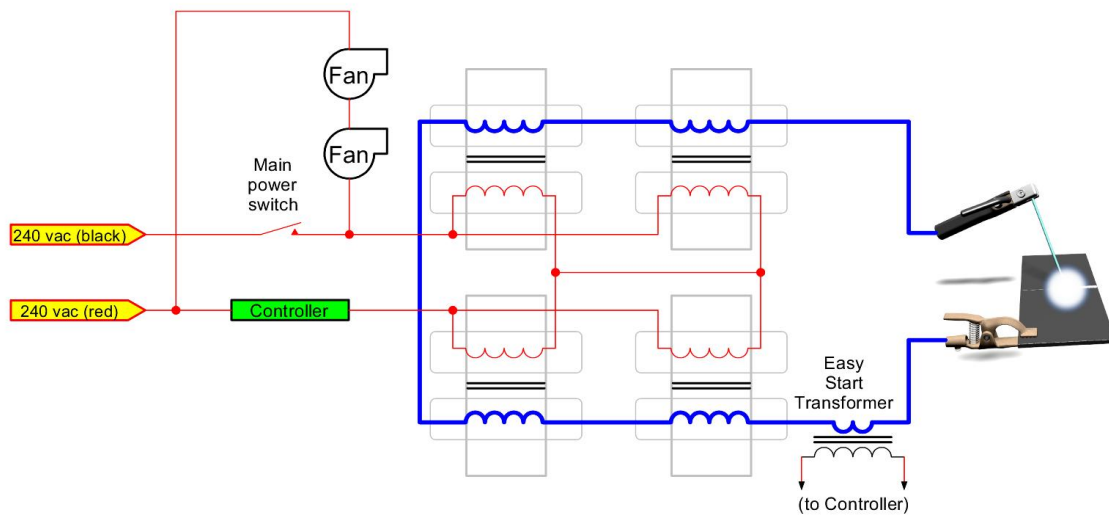 Fan
Fan
Main
power
switch
240 vac (black)
240 vac (red)
Controller
Easy
Start
Transformer
(to Controller)